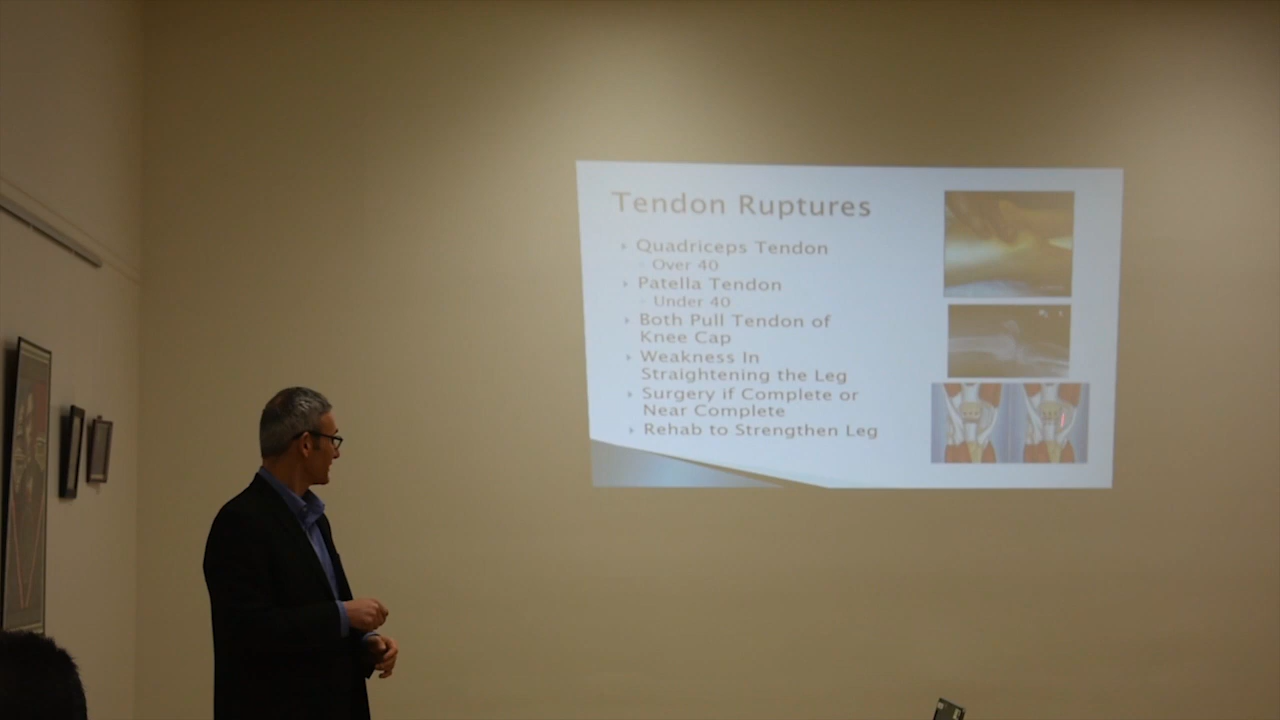 Tendon Ruptures
Quadriceps Tendon
Over 40
Patella Tendon
Under 40
Both Pull Tendon of
Knee Cap
Weakness In
Straightening the Leg
Surgery if Complete or
Near Complete
Rehab to Strengthen Leg